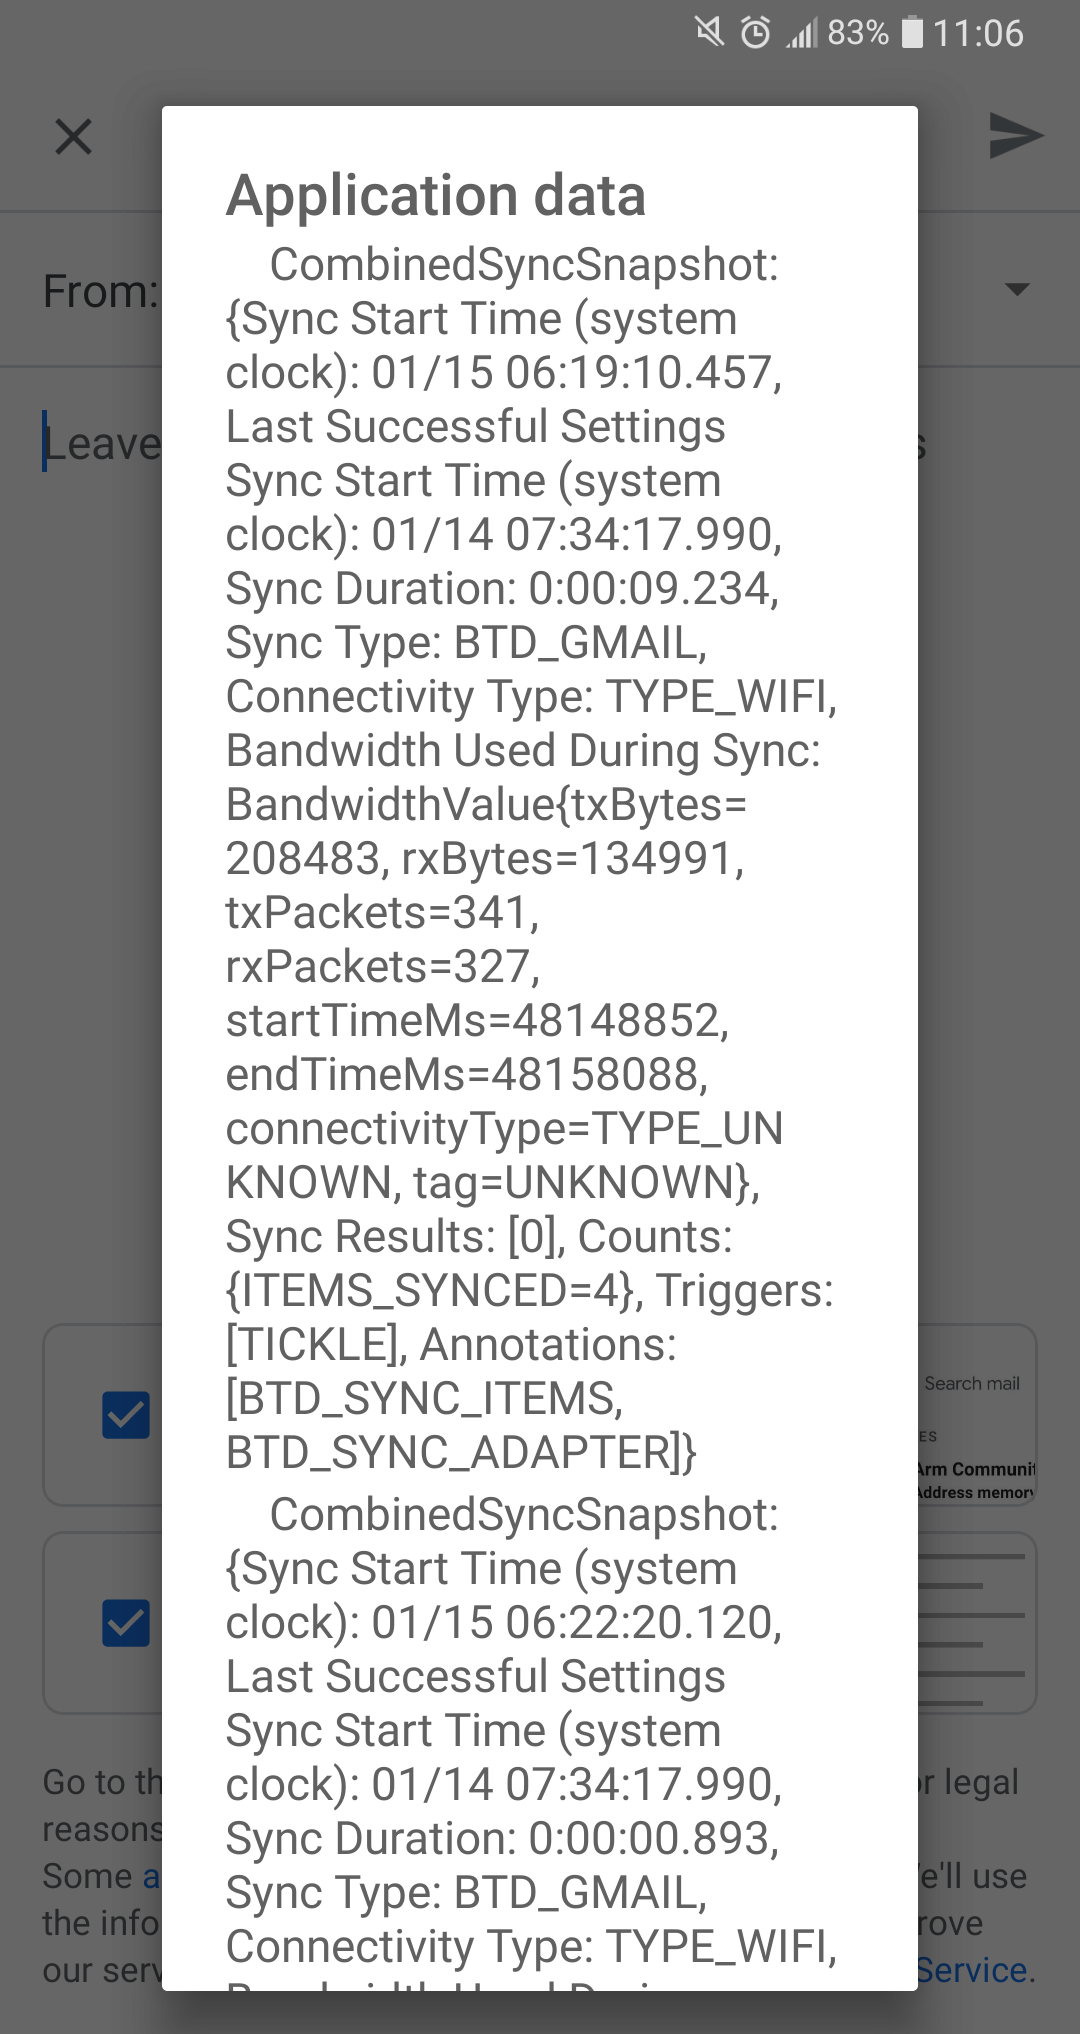 83% 11:06
Application data
From:
CombinedSyncSnapshot:
{Sync Start Time (system
clock): 01/15 06:19:10.457,
Last Successful Settings
Leave
Sync Start Time (system
clock): 01/14 07:34:17.990,
Sync Duration: 0:00:09.234,
Sync Type: BTD_GMAIL,
Connectivity Type: TYPE_WIFI,
Bandwidth Used During Sync:
BandwidthValue{txBytes=
208483, rxBytes=134991,
txPackets=341,
rxPackets=327,
startTimeMs=48148852,
endTimeMs=48158088,
connectivityType=TYPE_UN
KNOWN, tag=UNKNOWN},
Sync Results: [0], Counts:
{ITEMS_SYNCED=4}, Triggers:
[TICKLE], Annotations:
[BTD_SYNC_ITEMS,
BTD_SYNC_ADAPTER]}
Search mail
ES
Arm Communit
Address memory
CombinedSyncSnapshot:
{Sync Start Time (system
clock): 01/15 06:22:20.120,
Last Successful Settings
Sync Start Time (system
clock): 01/14 07:34:17.990,
Sync Duration: 0:00:00.893,
Sync Type: BTD_GMAIL,
Connectivity Type: TYPE_WIFI,
Go to th
or legal
reasons
Some a
We'll use
the info
rove
our serv
Service.